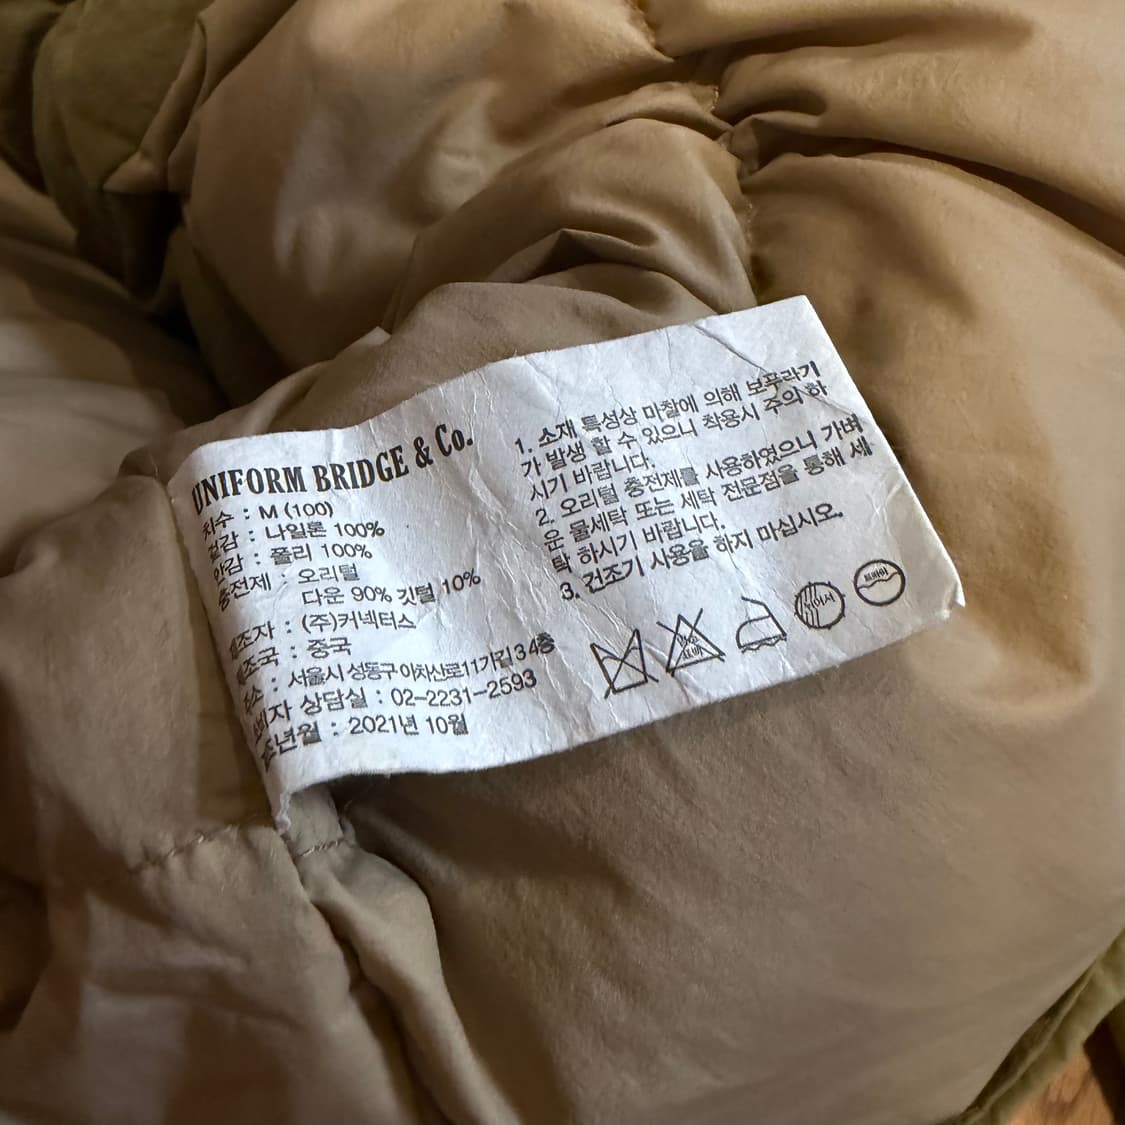 UNIFORM BRIDGE & Co.
치수 : M (100)
겉감 : 나일론 100%
안감 : 폴리 100%
충전제 : 오리털
다운 90% 깃털 10%
제조자 : (주)커넥터스
제조국 : 중국
주소 : 서울시 성동구 아차산로11가길 3 4층
소비자 상담실 : 02-2231-2593
제조년월 : 2021년 10월
1. 소재 특성상 마찰에 의해 보푸라기
가 발생 할 수 있으니 착용시 주의 하
시기 바랍니다.
2. 오리털 충전제를 사용하였으니 가벼
운 물세탁 또는 세탁 전문점을 통해 세
탁 하시기 바랍니다.
3. 건조기 사용을 하지 마십시오.
드라이